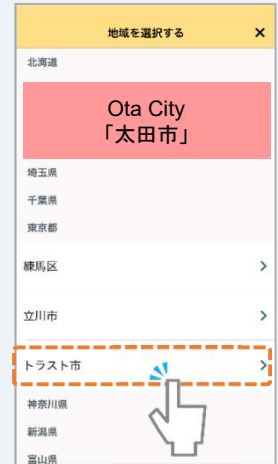 地域を選択する ×
北海道
Ota City
「太田市」
埼玉県
千葉県
東京都
練馬区
立川市
トラスト市
神奈川県
新潟県
富山県